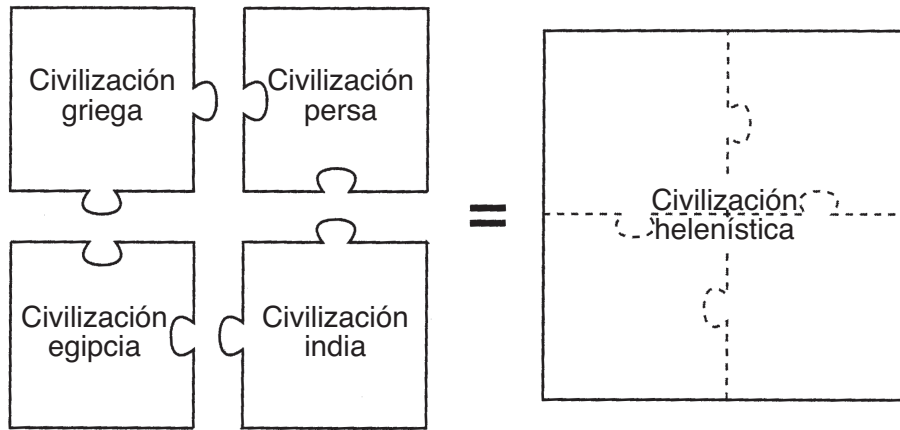 Civilización
griega
Civilización
persa
Civilización
egipcia
Civilización
india
=
Civilización
helenística